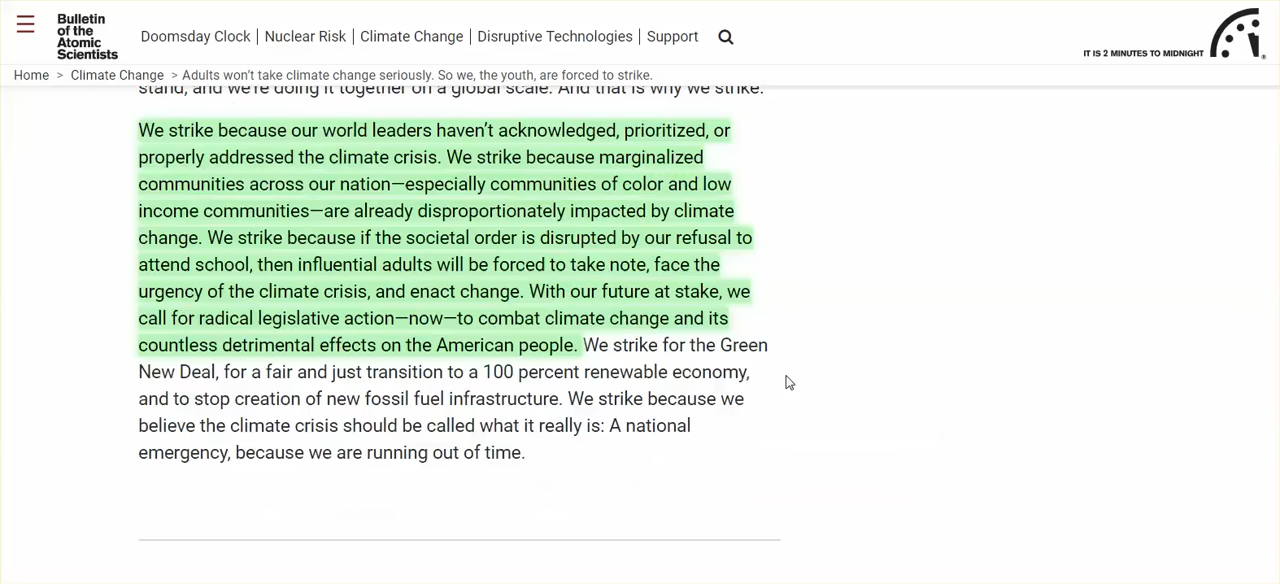 Bulletin
of the
Atomic
Scientists
Doomsday Clock | Nuclear Risk | Climate Change | Disruptive Technologies | Support
IT IS 2 MINUTES TO MIDNIGHT
®
Home > Climate Change > Adults won’t take climate change seriously. So we, the youth, are forced to strike.
stand, and we’re doing it together on a global scale. And that is why we strike.
We strike because our world leaders haven’t acknowledged, prioritized, or
properly addressed the climate crisis. We strike because marginalized
communities across our nation—especially communities of color and low
income communities—are already disproportionately impacted by climate
change. We strike because if the societal order is disrupted by our refusal to
attend school, then influential adults will be forced to take note, face the
urgency of the climate crisis, and enact change. With our future at stake, we
call for radical legislative action—now—to combat climate change and its
countless detrimental effects on the American people. We strike for the Green
New Deal, for a fair and just transition to a 100 percent renewable economy,
and to stop creation of new fossil fuel infrastructure. We strike because we
believe the climate crisis should be called what it really is: A national
emergency, because we are running out of time.